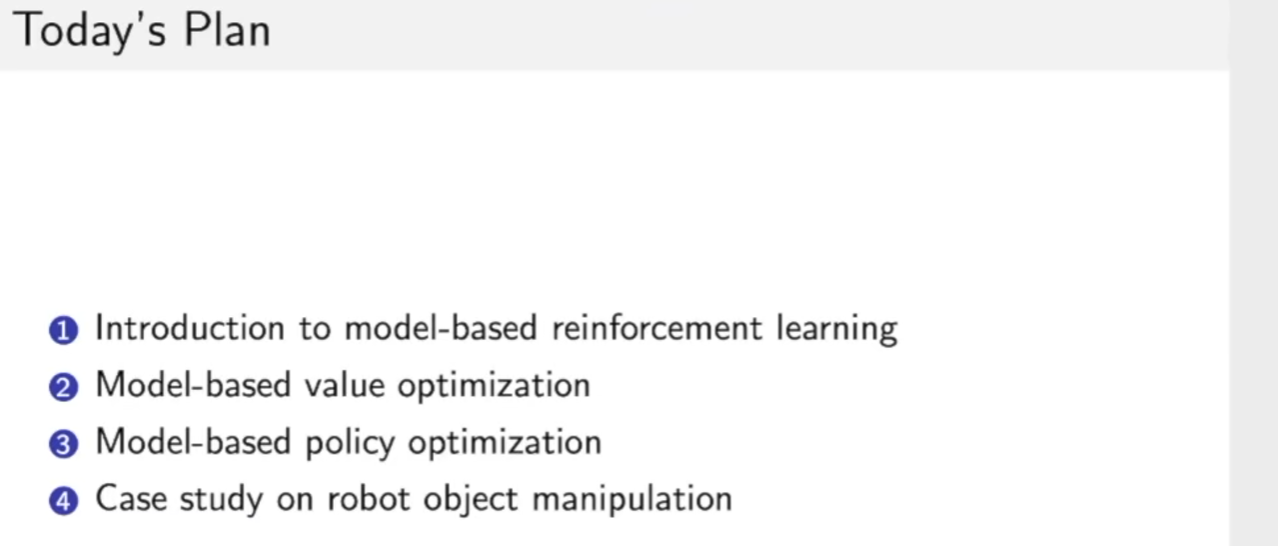 Today's Plan
1 Introduction to model-based reinforcement learning
2 Model-based value optimization
3 Model-based policy optimization
4 Case study on robot object manipulation